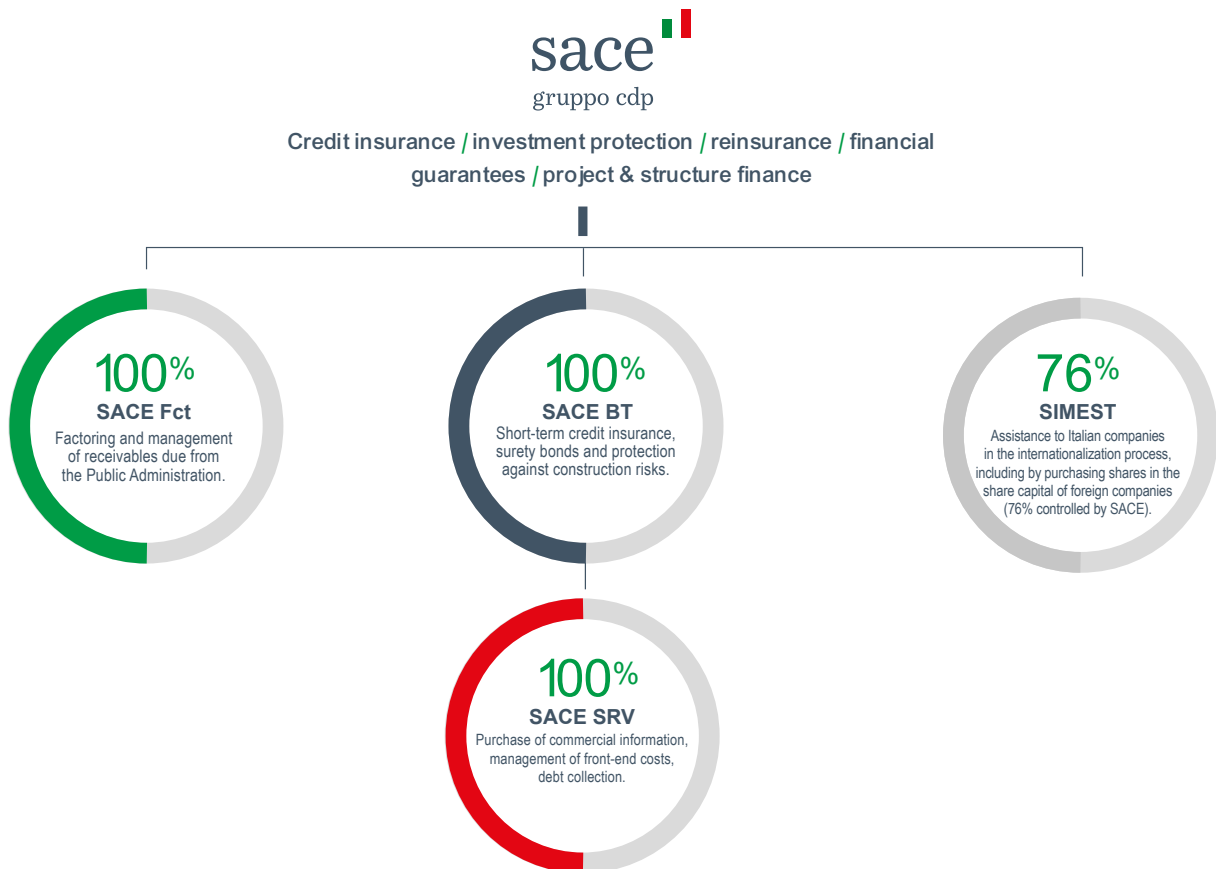 sace
gruppo cdp
Credit insurance / investment protection / reinsurance / financial
guarantees / project & structure finance
100%
SACE Fct
Factoring and management
of receivables due from
the Public Administration.
100%
SACE BT
Short-term credit insurance,
surety bonds and protection
against construction risks.
76%
SIMEST
Assistance to Italian companies
in the internationalization process,
including by purchasing shares in the
share capital of foreign companies
(76% controlled by SACE).
100%
SACE SRV
Purchase of commercial information,
management of front-end costs,
debt collection.